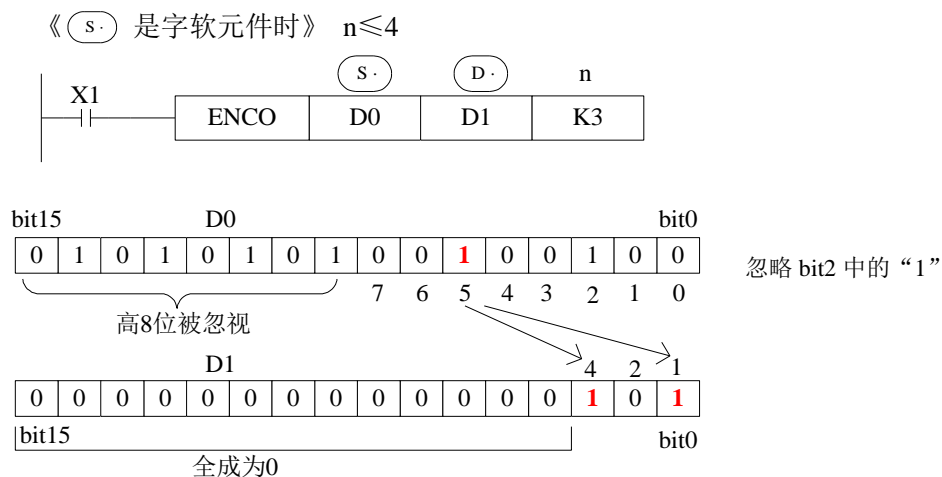 《 S· 是字软元件时》 n≤4
S· D· n
X1
ENCO D0 D1 K3
bit15 D0 bit0
0 1 0 1 0 1 0 1 0 0 1 0 0 1 0 0
忽略 bit2 中的“1”
7 6 5 4 3 2 1 0
高8位被忽视
D1 4 2 1
0 0 0 0 0 0 0 0 0 0 0 0 0 1 0 1
bit15 bit0
全成为0